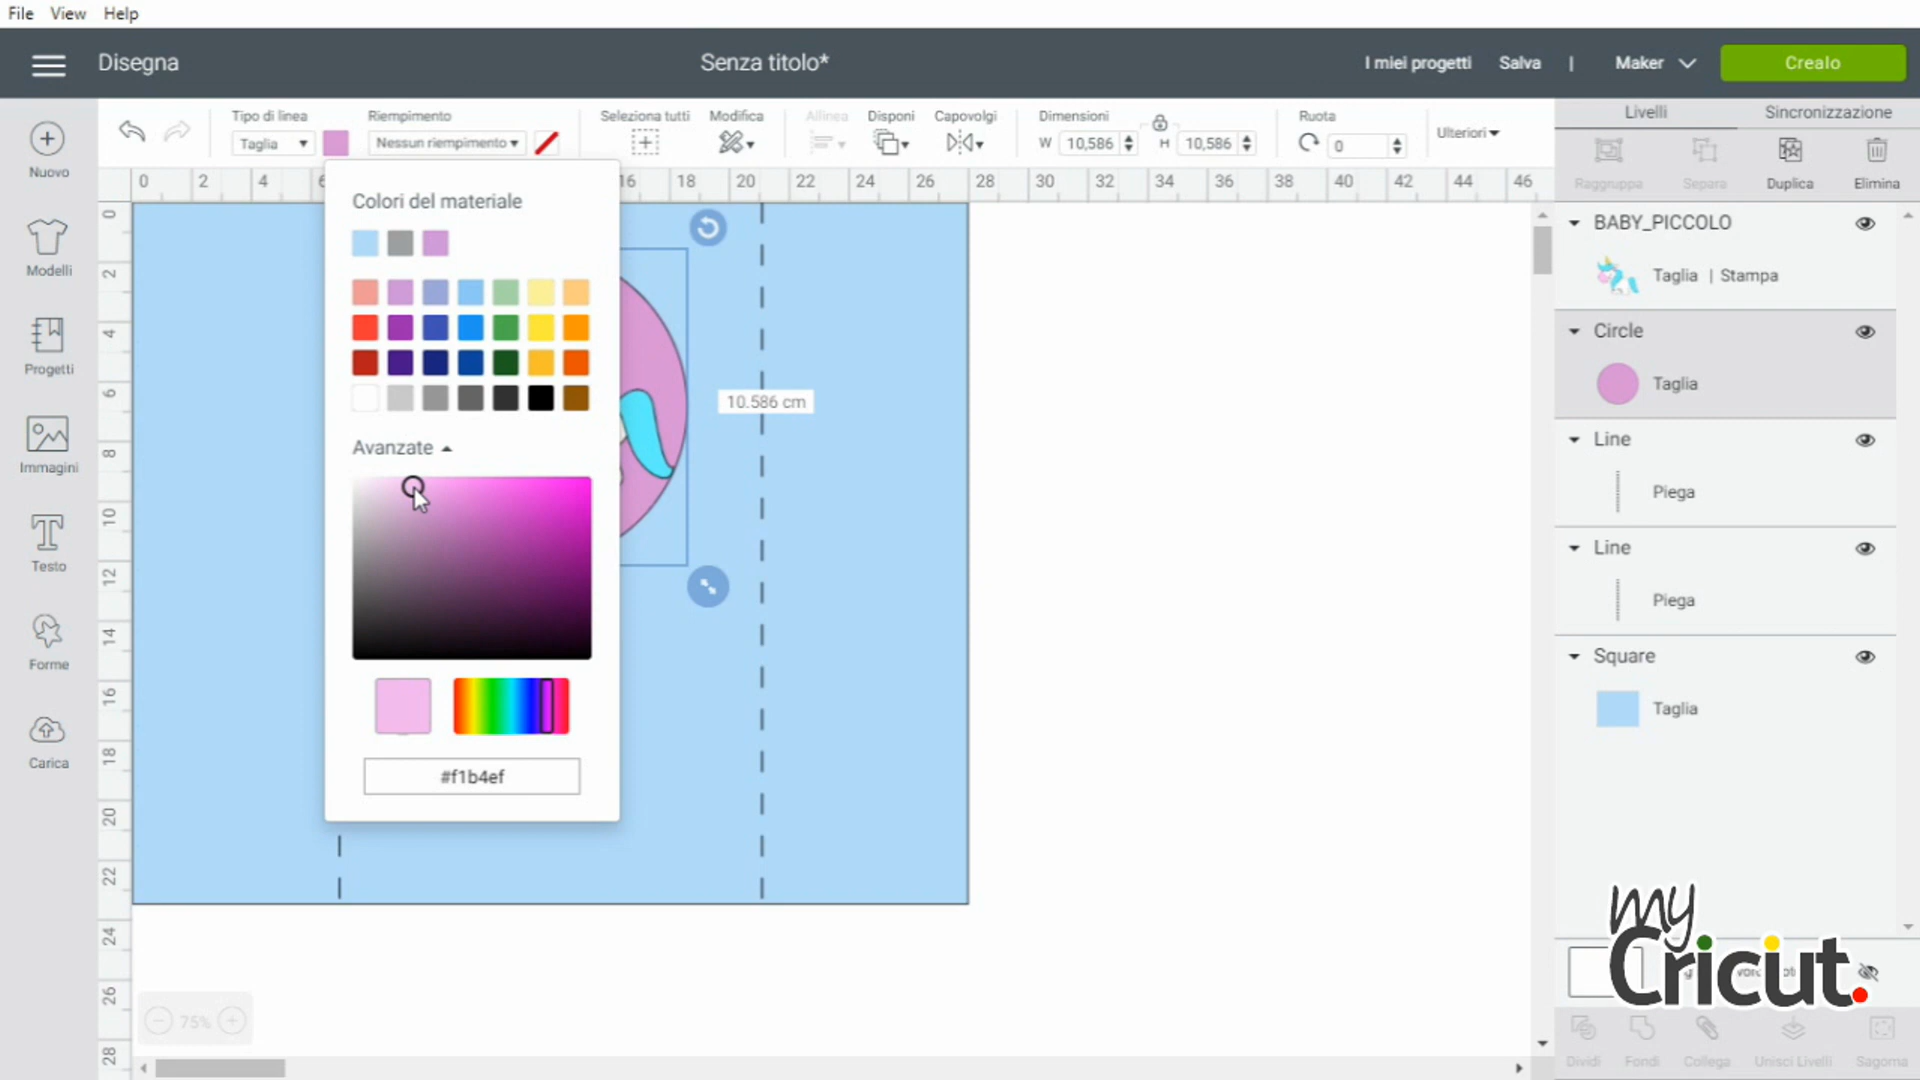 File View Help
Disegna
Senza titolo*
I miei progetti Salva | Maker Crealo
Tipo di linea
Taglia
Riempimento
Nessun riempimento
Seleziona tutti
Modifica
Allinea
Disponi
Capovolgi
Dimensioni
W 10,586 H 10,586
Ruota
0
Ulteriori
Livelli
Sincronizzazione
Raggruppa Separa Duplica Elimina
Nuovo
Modelli
Progetti
Immagini
Testo
Forme
Carica
0 2 4 6 16 18 20 22 24 26 28 30 32 34 36 38 40 42 44 46
0
2
4
6
8
10
12
14
16
18
20
22
24
26
28
Colori del materiale
Avanzate
#f1b4ef
10.586 cm
75%
BABY_PICCOLO
Taglia | Stampa
Circle
Taglia
Line
Piega
Line
Piega
Square
Taglia
my
Cricut.
Dividi Fondi Collega Unisci Livelli Sagoma